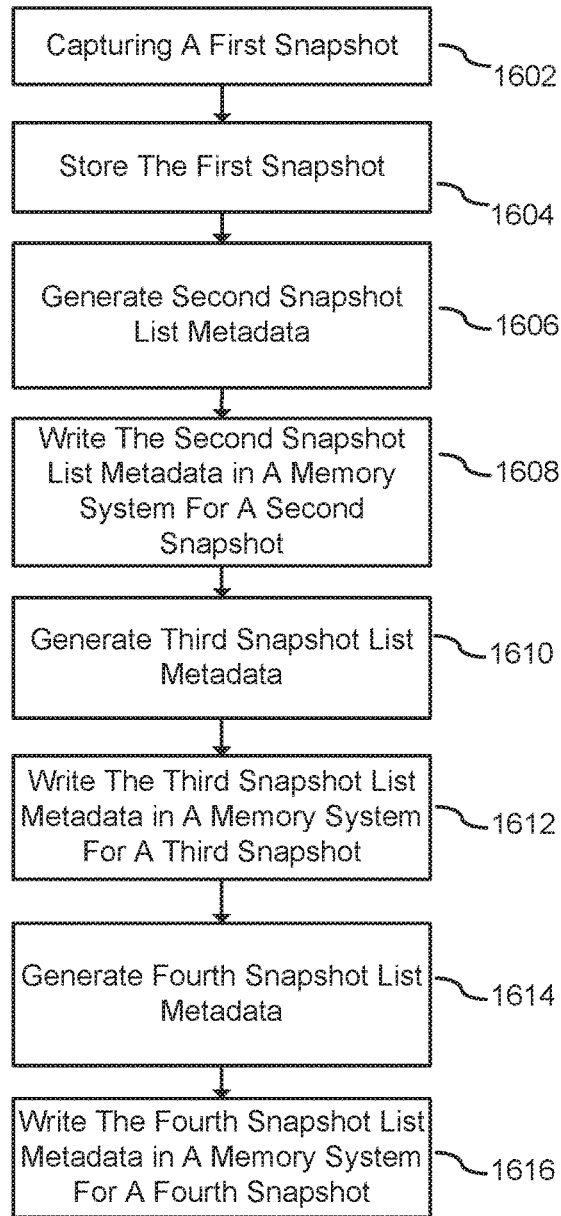 Capturing A First Snapshot
1602
Store The First Snapshot
1604
Generate Second Snapshot
List Metadata
1606
Write The Second Snapshot
List Metadata in A Memory
System For A Second
Snapshot
1608
Generate Third Snapshot List
Metadata
1610
Write The Third Snapshot List
Metadata in A Memory System
For A Third Snapshot
1612
Generate Fourth Snapshot List
Metadata
1614
Write The Fourth Snapshot List
Metadata in A Memory System
For A Fourth Snapshot
1616